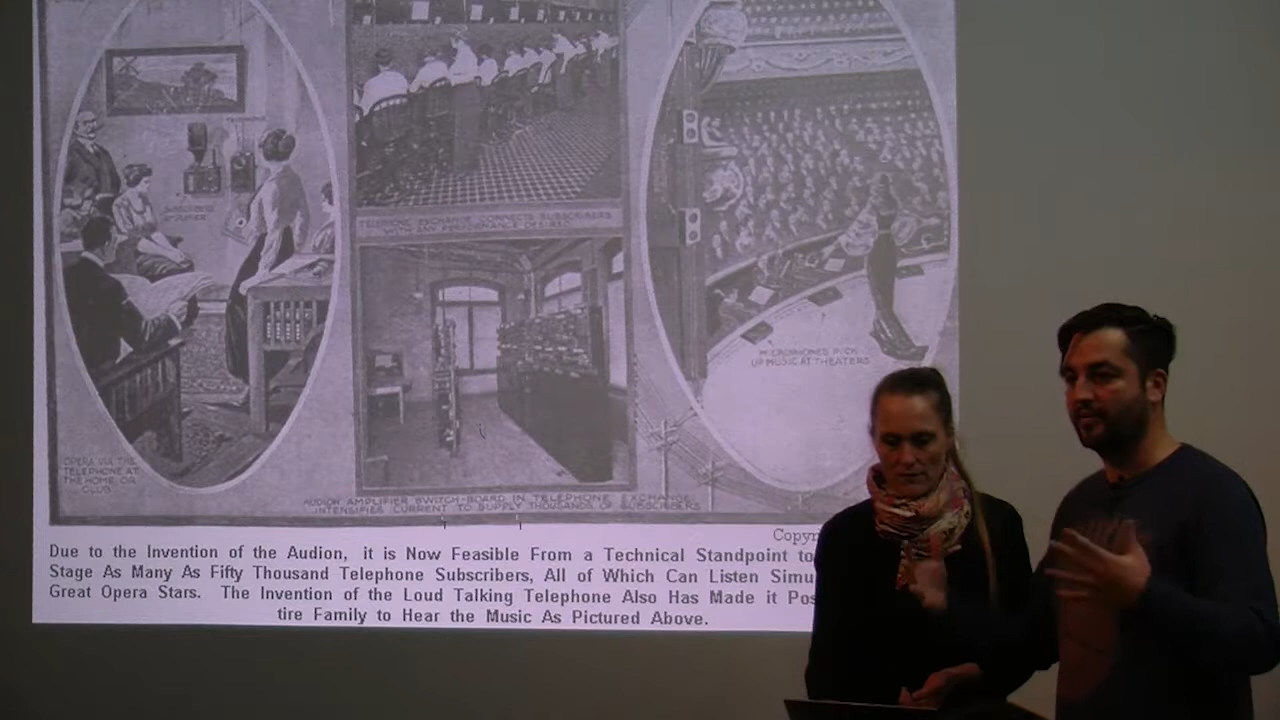 TELEPHONE EXCHANGE CONNECTS SUBSCRIBERS
WITH ANY PERFORMANCE DESIRED
MICROPHONES PICK
UP MUSIC AT THEATERS
OPERA VIA THE
TELEPHONE AT
THE HOME, OR
CLUB
AUDION AMPLIFIER SWITCH-BOARD IN TELEPHONE EXCHANGE
INTENSIFIES CURRENT TO SUPPLY THOUSANDS OF SUBSCRIBERS
Copyr
Due to the Invention of the Audion, it is Now Feasible From a Technical Standpoint to
Stage As Many As Fifty Thousand Telephone Subscribers, All of Which Can Listen Simu
Great Opera Stars. The Invention of the Loud Talking Telephone Also Has Made it Pos
tire Family to Hear the Music As Pictured Above.